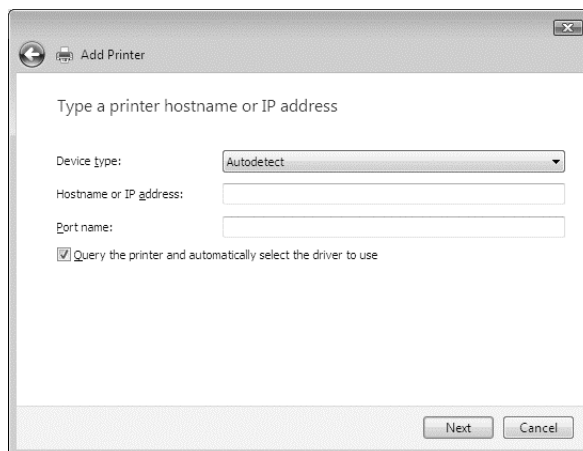 Add Printer
Type a printer hostname or IP address
Device type:
Autodetect
Hostname or IP address:
Port name:
Query the printer and automatically select the driver to use
Next
Cancel